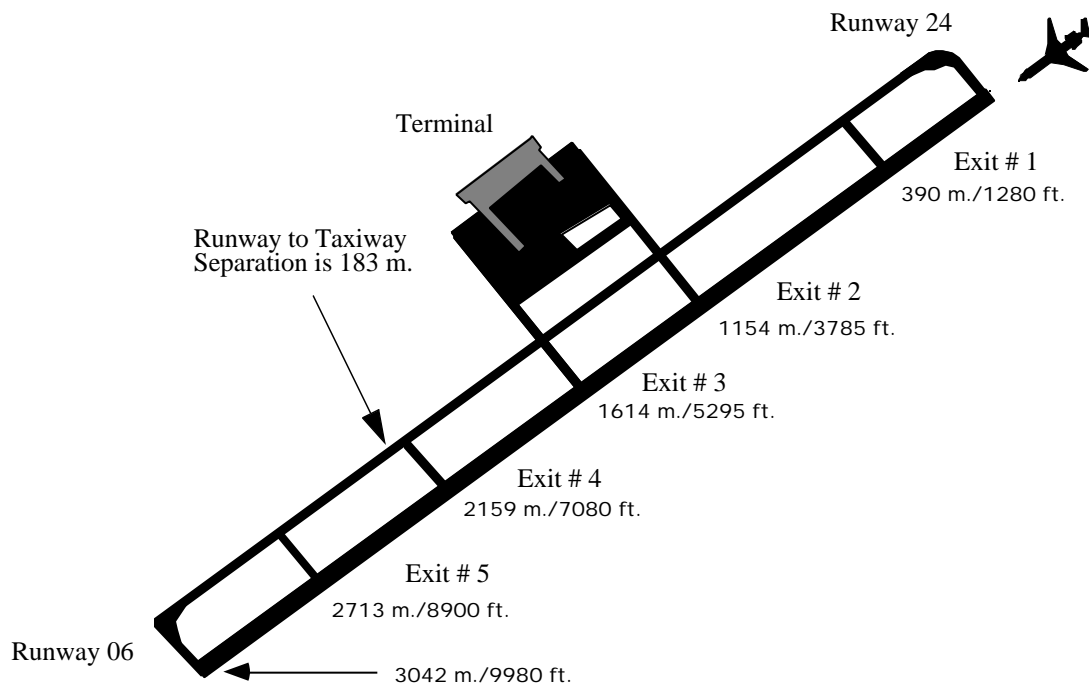 Runway 24
Terminal
Exit # 1
390 m./1280 ft.
Runway to Taxiway
Separation is 183 m.
Exit # 2
1154 m./3785 ft.
Exit # 3
1614 m./5295 ft.
Exit # 4
2159 m./7080 ft.
Exit # 5
2713 m./8900 ft.
Runway 06
3042 m./9980 ft.